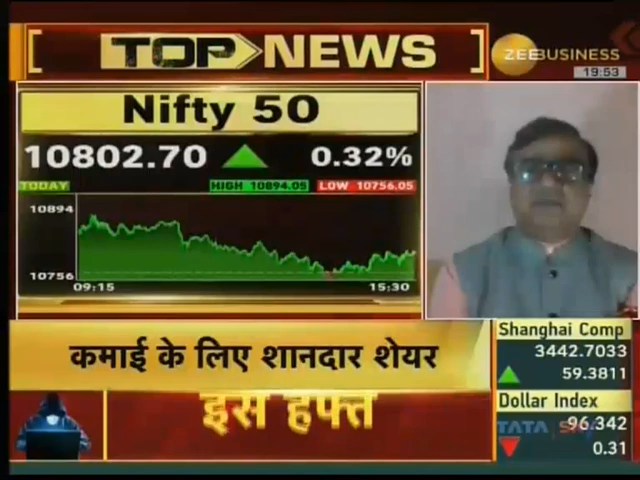 TOP NEWS
ZEE BUSINESS
19:53
Nifty 50
10802.70 0.32%
TODAY HIGH 10894.05 LOW 10756.05
10894
10756
09:15 15:30
कमाई के लिए शानदार शेयर
इस हफ्ते
Shanghai Comp
3442.7033
59.3811
Dollar Index
96.342
TATA sky
0.31